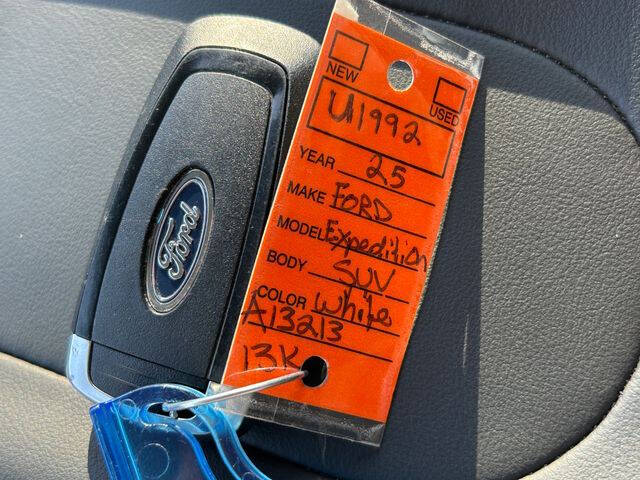 Ford
NEW
USED
U1992
YEAR 25
MAKE FORD
MODEL Expedition
BODY SUV
COLOR White
A13213
13K